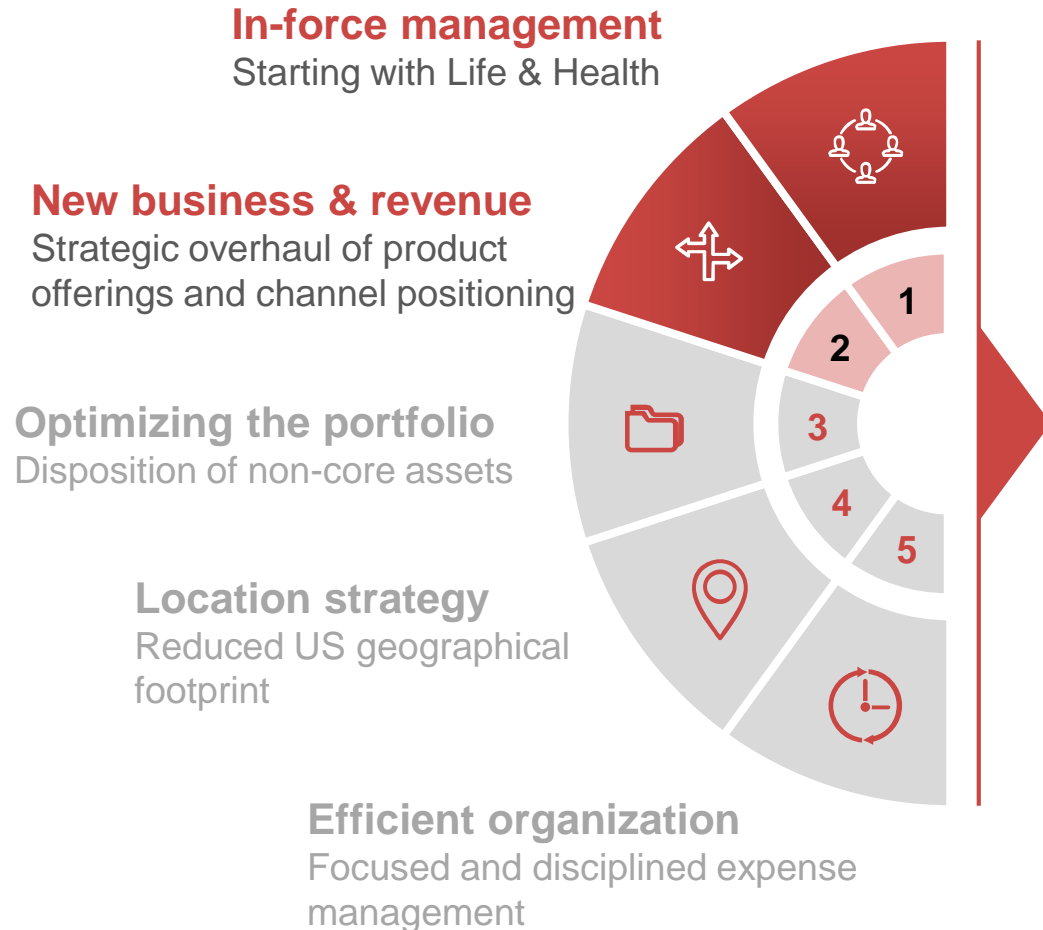 In-force management
Starting with Life & Health
New business & revenue
Strategic overhaul of product
offerings and channel positioning
Optimizing the portfolio
Disposition of non-core assets
Location strategy
Reduced US geographical
footprint
Efficient organization
Focused and disciplined expense
management
1
2
3
4
5